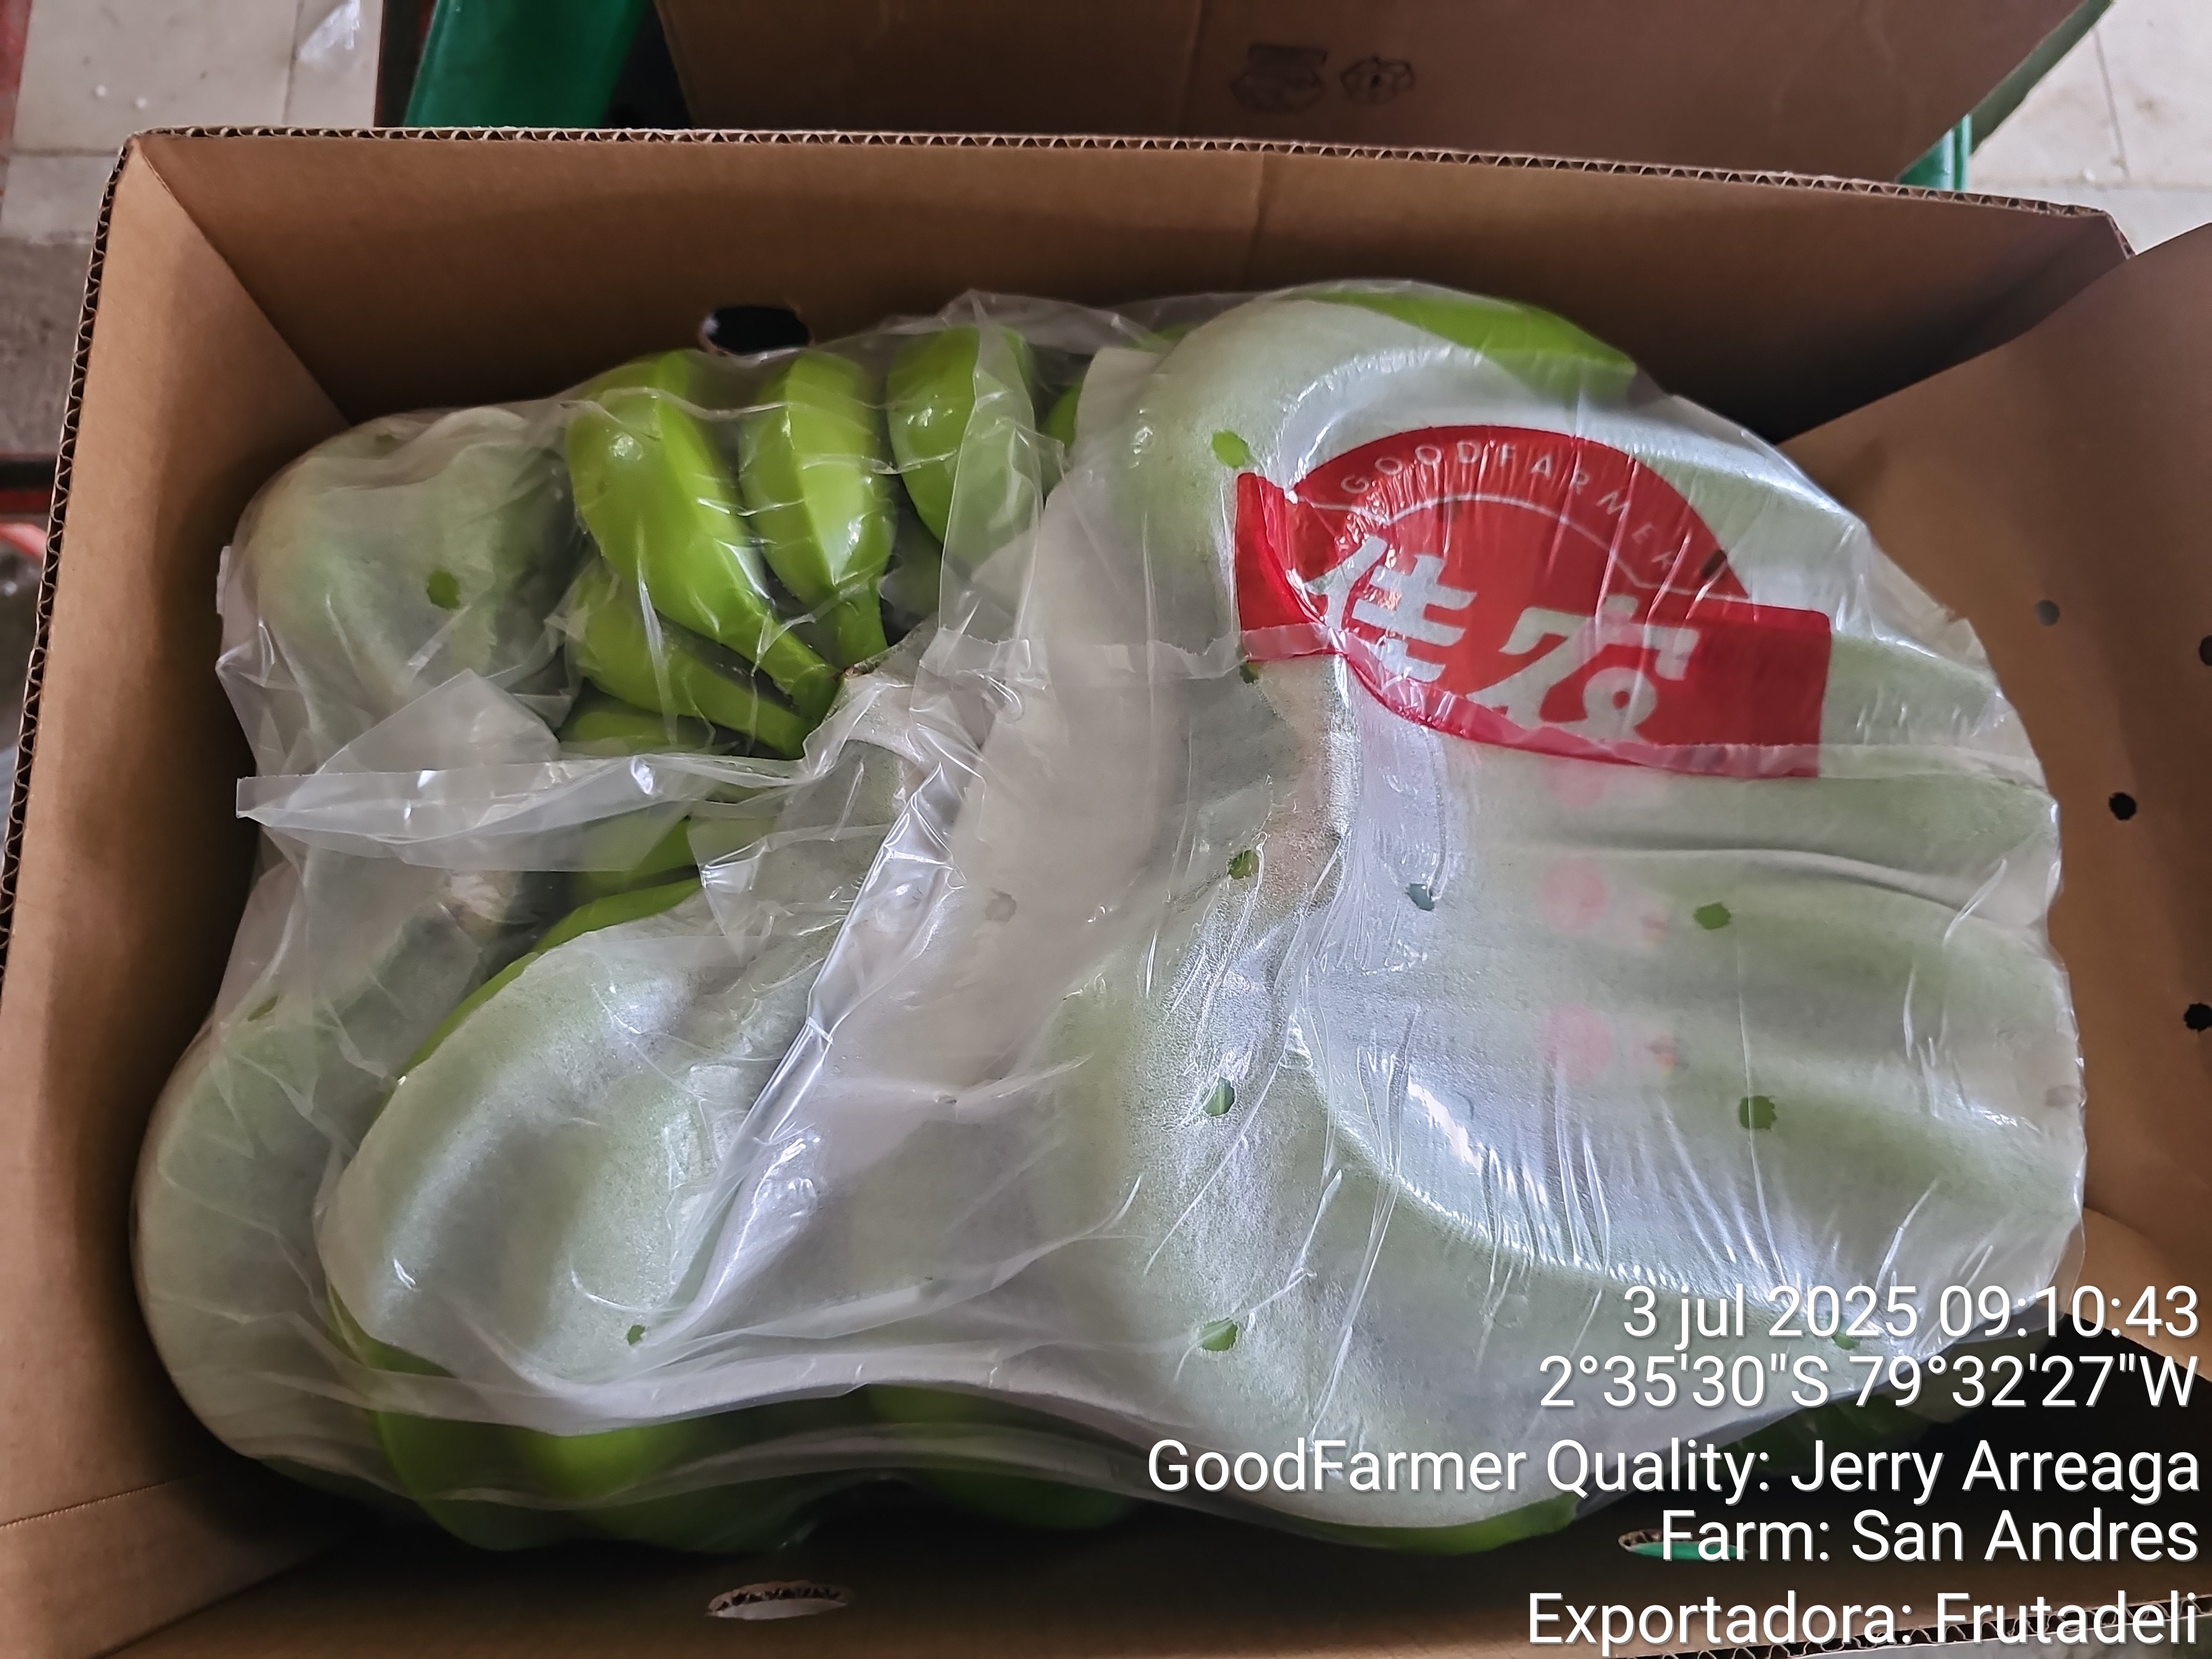 GOODFARMER
佳农
3 jul 2025 09:10:43
2°35'30"S 79°32'27"W
GoodFarmer Quality: Jerry Arreaga
Farm: San Andres
Exportadora: Frutadeli